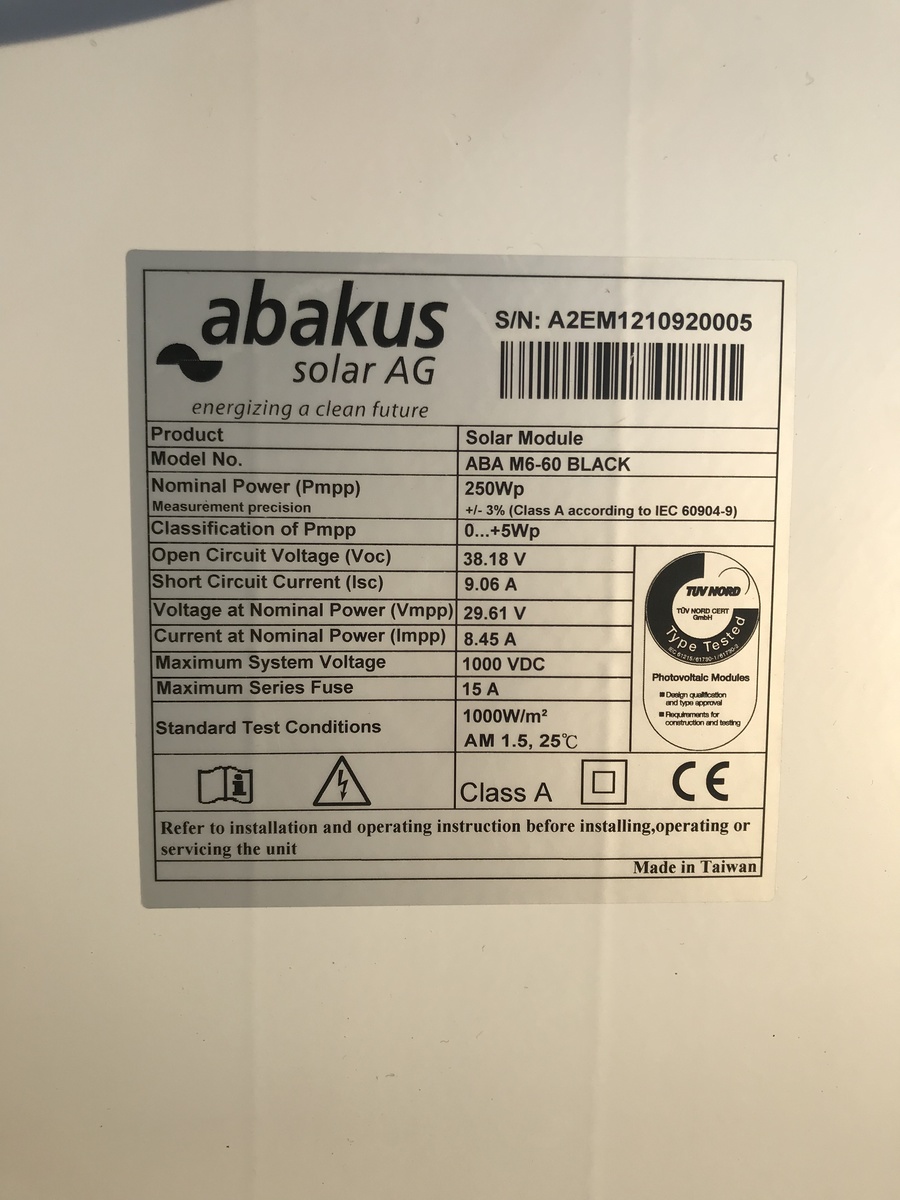 abakus
solar AG
energizing a clean future
S/N: A2EM1210920005
Product Solar Module
Model No. ABA M6-60 BLACK
Nominal Power (Pmpp) 250Wp
Measurement precision +/- 3% (Class A according to IEC 60904-9)
Classification of Pmpp 0...+5Wp
Open Circuit Voltage (Voc) 38.18 V
Short Circuit Current (Isc) 9.06 A
Voltage at Nominal Power (Vmpp) 29.61 V
Current at Nominal Power (Impp) 8.45 A
Maximum System Voltage 1000 VDC
Maximum Series Fuse 15 A
Standard Test Conditions 1000W/m²
AM 1.5, 25℃
TUV NORD
TÜV NORD CERT
GmbH
Type Tested
IEC 61215/61730-1/61730-2
Photovoltaic Modules
■ Design qualification
and type approval
■ Requirements for
construction and testing
Class A
CE
Refer to installation and operating instruction before installing,operating or
servicing the unit
Made in Taiwan